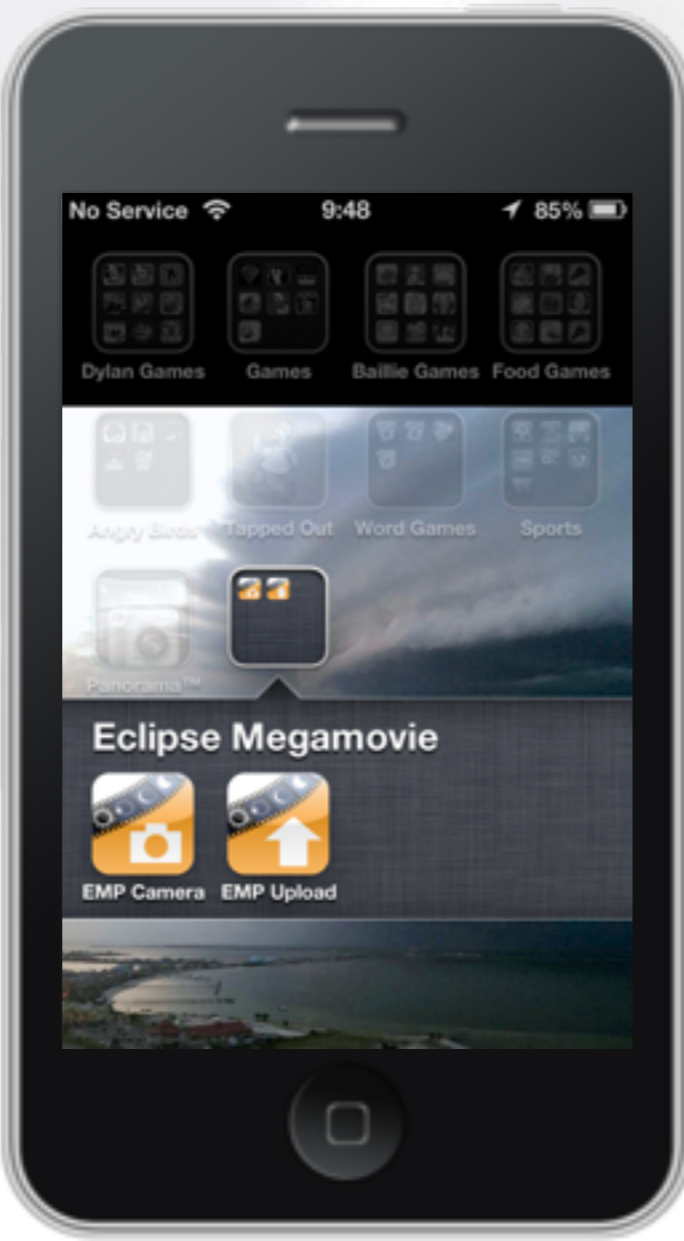 No Service 9:48 85%
Dylan Games Games Baillie Games Food Games
Angry Birds Tapped Out Word Games Sports
Panorama™
Eclipse Megamovie
EMP Camera EMP Upload